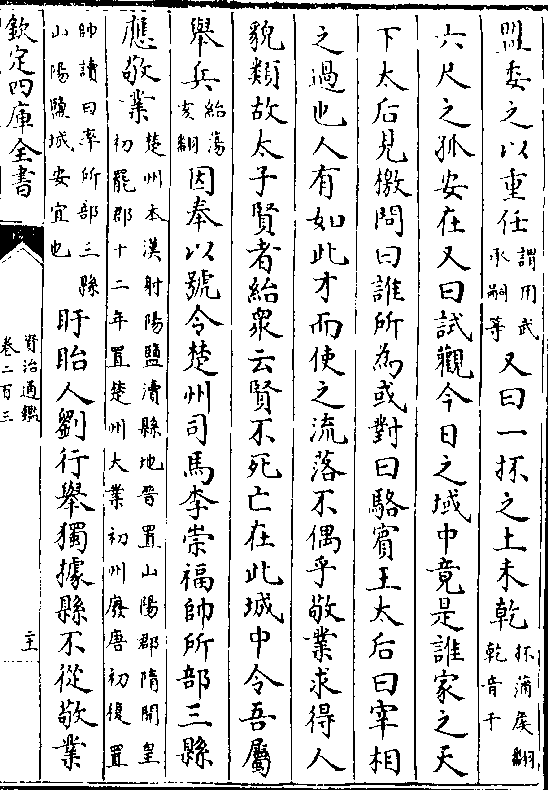 盟委之以重任謂用武承嗣等又曰一抔之土未乾抔蒲侯翻乾音干
六尺之孤安在又曰試觀今日之域中竟是誰家之天
下太后見檄問曰誰所為或對曰駱賓王太后曰宰相
之過也人有如此才而使之流落不偶乎敬業求得人
貌類故太子賢者紿衆云賢不死亡在此城中令吾屬
舉兵紿蕩亥翻因奉以號令楚州司馬李崇福帥所部三縣
應敬業楚州本漢射陽鹽瀆縣地晉置山陽郡隋開皇初罷郡十二年置楚州大業初州廢唐初復置
帥讀曰率所部三縣山陽鹽城安宜也盱眙人劉行舉獨據縣不從敬業
欽定四庫全書
資治通鑑
卷二百三